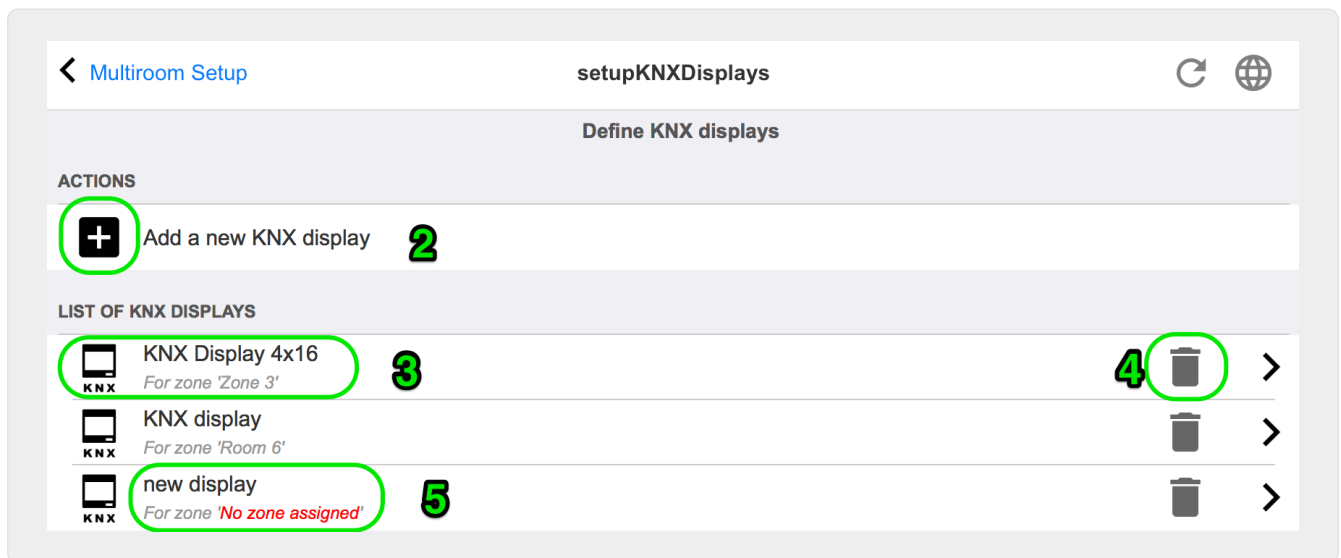 Multiroom Setup
setupKNXDisplays
Define KNX displays
ACTIONS
Add a new KNX display
2
LIST OF KNX DISPLAYS
KNX Display 4x16
KNX
For zone 'Zone 3'
3
4
KNX display
KNX
For zone 'Room 6'
new display
KNX
For zone 'No zone assigned'
5